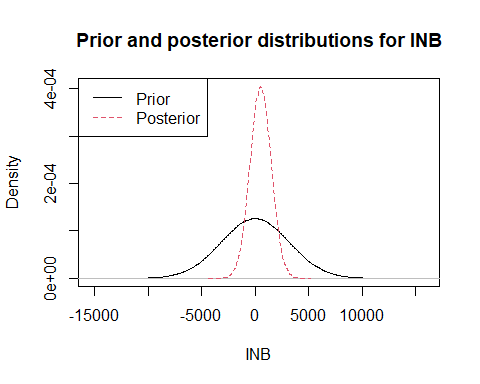 Prior and posterior distributions for INB
Prior
Posterior
Density
4e-04
2e-04
0e+00
-15000
-5000
0
5000
10000
INB